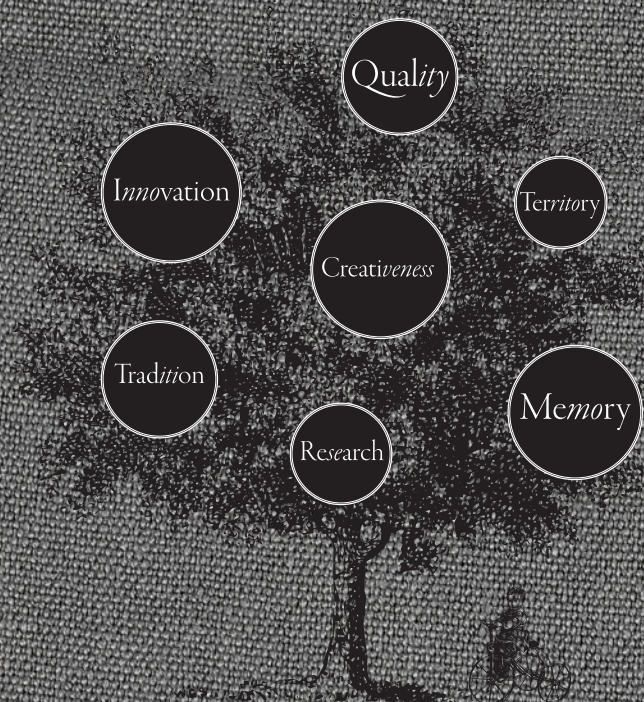 Quality
Innovation
Territory
Creativeness
Tradition
Memory
Research